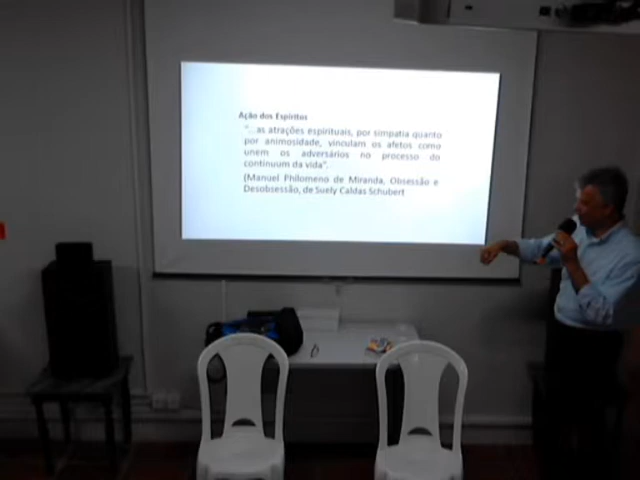 Ação dos Espíritos
"...as atrações espirituais, por simpatia quanto
por animosidade, vinculam os afetos como
unem os adversários no processo do
continuum da vida".
(Manuel Philomeno de Miranda, Obsessão e
Desobsessão, de Suely Caldas Schubert